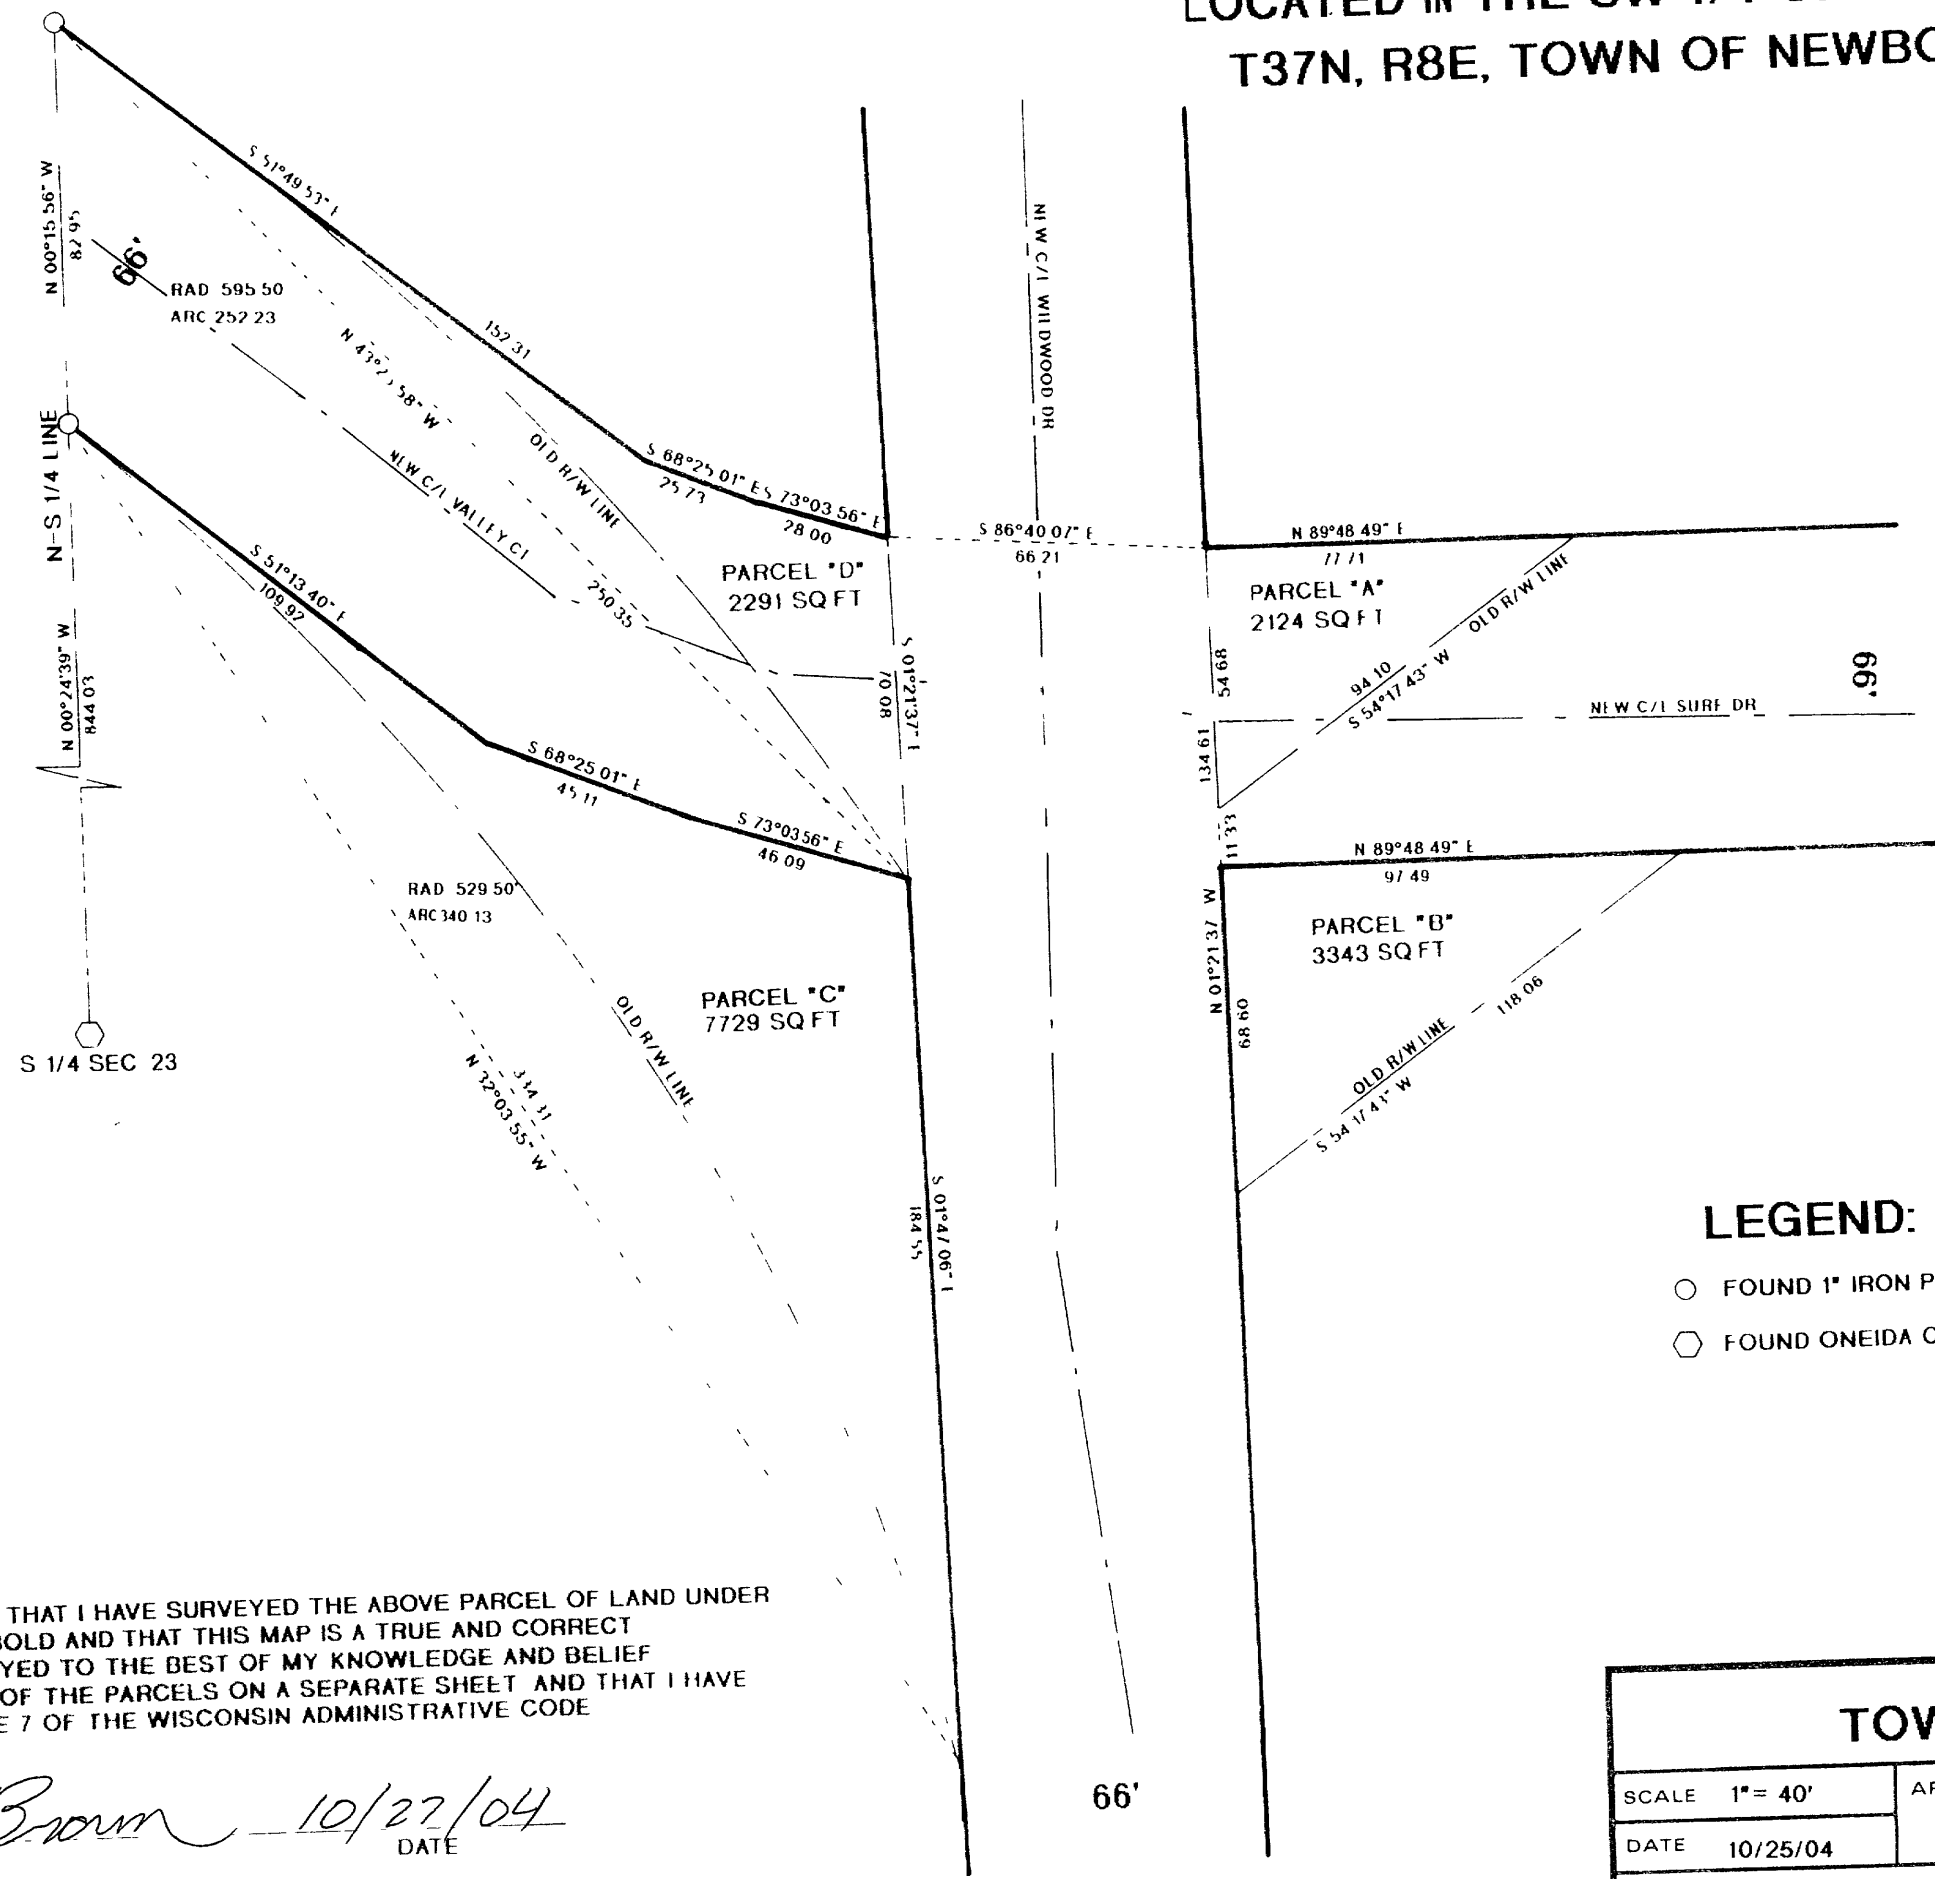 T37N, R8E, TOWN OF
N 00°15 56" W
82 95
66'
S 51°49 53" E
152 31
RAD 595 50
ARC 252 23
N 43°23 58" W
250 35
NEW C/L VALLEY CT
OLD R/W LINE
S 68°25 01" E
25 73
S 73°03 56" E
28 00
NEW C/L WILDWOOD DR
S 86°40 07" E
66 21
N 89°48 49" E
77 71
PARCEL "D"
2291 SQ FT
PARCEL "A"
2124 SQ FT
OLD R/W LINE
94 10
S 54°17 43" W
54 68
134 61
11 33
66'
NEW C/L SURF DR
N-S 1/4 LINE
N 00°24'39" W
844 03
S 51°13 40" E
109 92
S 01°21'37" E
70 08
S 68°25 01" E
45 11
S 73°03 56" E
46 09
RAD 529 50'
ARC 340 13
N 89°48 49" E
97 49
PARCEL "B"
3343 SQ FT
N 01°21 37 W
68 60
118 06
OLD R/W LINE
S 54 17 43" W
PARCEL "C"
7729 SQ FT
OLD R/W LINE
334 31
N 32°03 55" W
S 1/4 SEC 23
S 01°47 06" E
184 55
LEGEND:
FOUND 1" IRON
FOUND ONEIDA
THAT I HAVE SURVEYED THE ABOVE PARCEL OF LAND UNDER
AND THAT THIS MAP IS A TRUE AND CORRECT
TO THE BEST OF MY KNOWLEDGE AND BELIEF
OF THE PARCELS ON A SEPARATE SHEET AND THAT I HAVE
7 OF THE WISCONSIN ADMINISTRATIVE CODE
Brown 10/27/04
DATE
66'
SCALE 1"= 40'
DATE 10/25/04